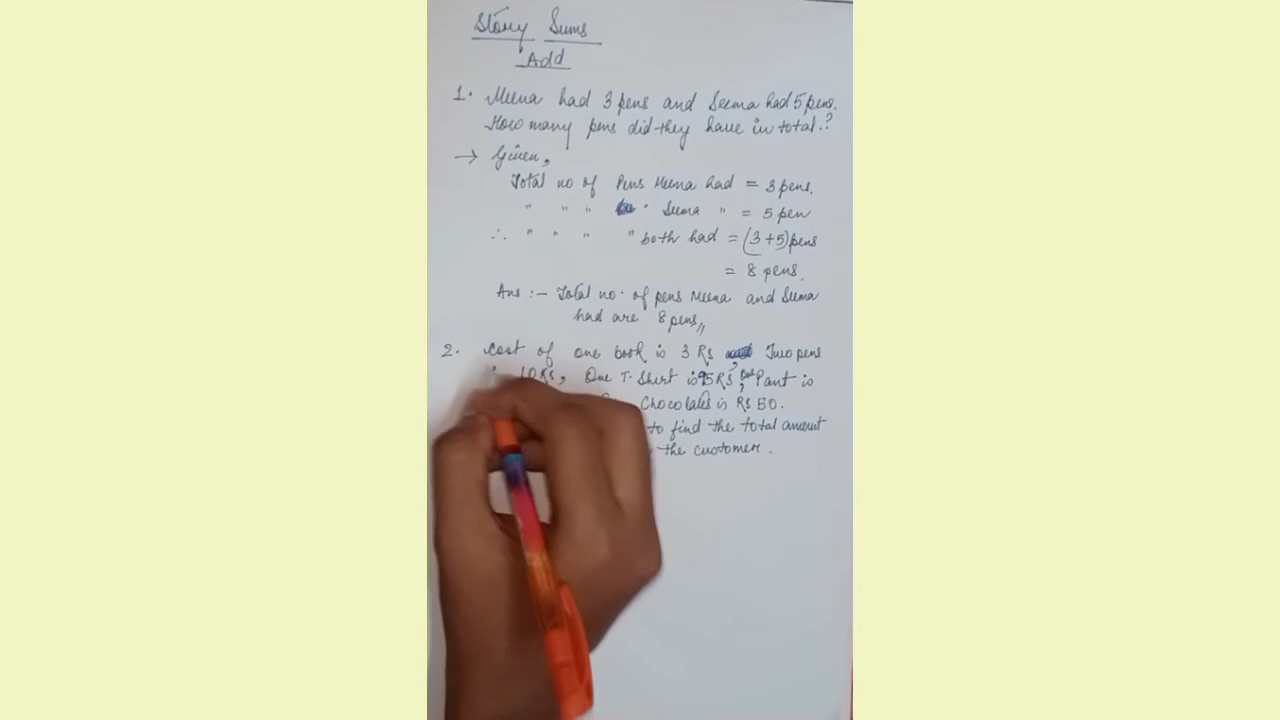 Story Sums
Add
1. Meena had 3 pens and Seema had 5 pens.
How many pens did they have in total.?
→ Given,
Total no of Pens Meena had = 3 pens.
" " " " Seema " = 5 pen
∴ " " " " both had = (3+5) pens
= 8 pens.
Ans :- Total no. of pens Meena and Seema
had are 8 pens,,
2. Cost of one book is 3 Rs, Two pens
10 Rs, One T. Shirt is 95 Rs, One Pant is
Chocolates is Rs 50.
to find the total amount
the customer.